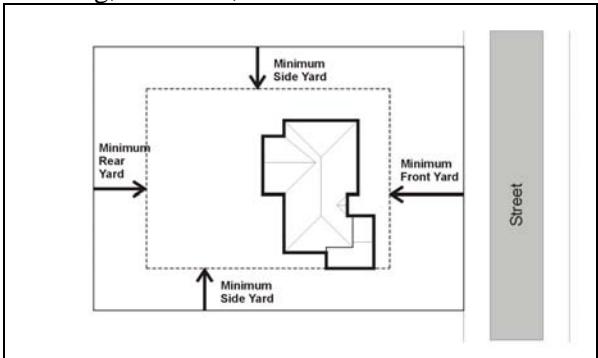 Minimum
Side Yard
Minimum
Rear
Yard
Minimum
Front Yard
Street
Minimum
Side Yard